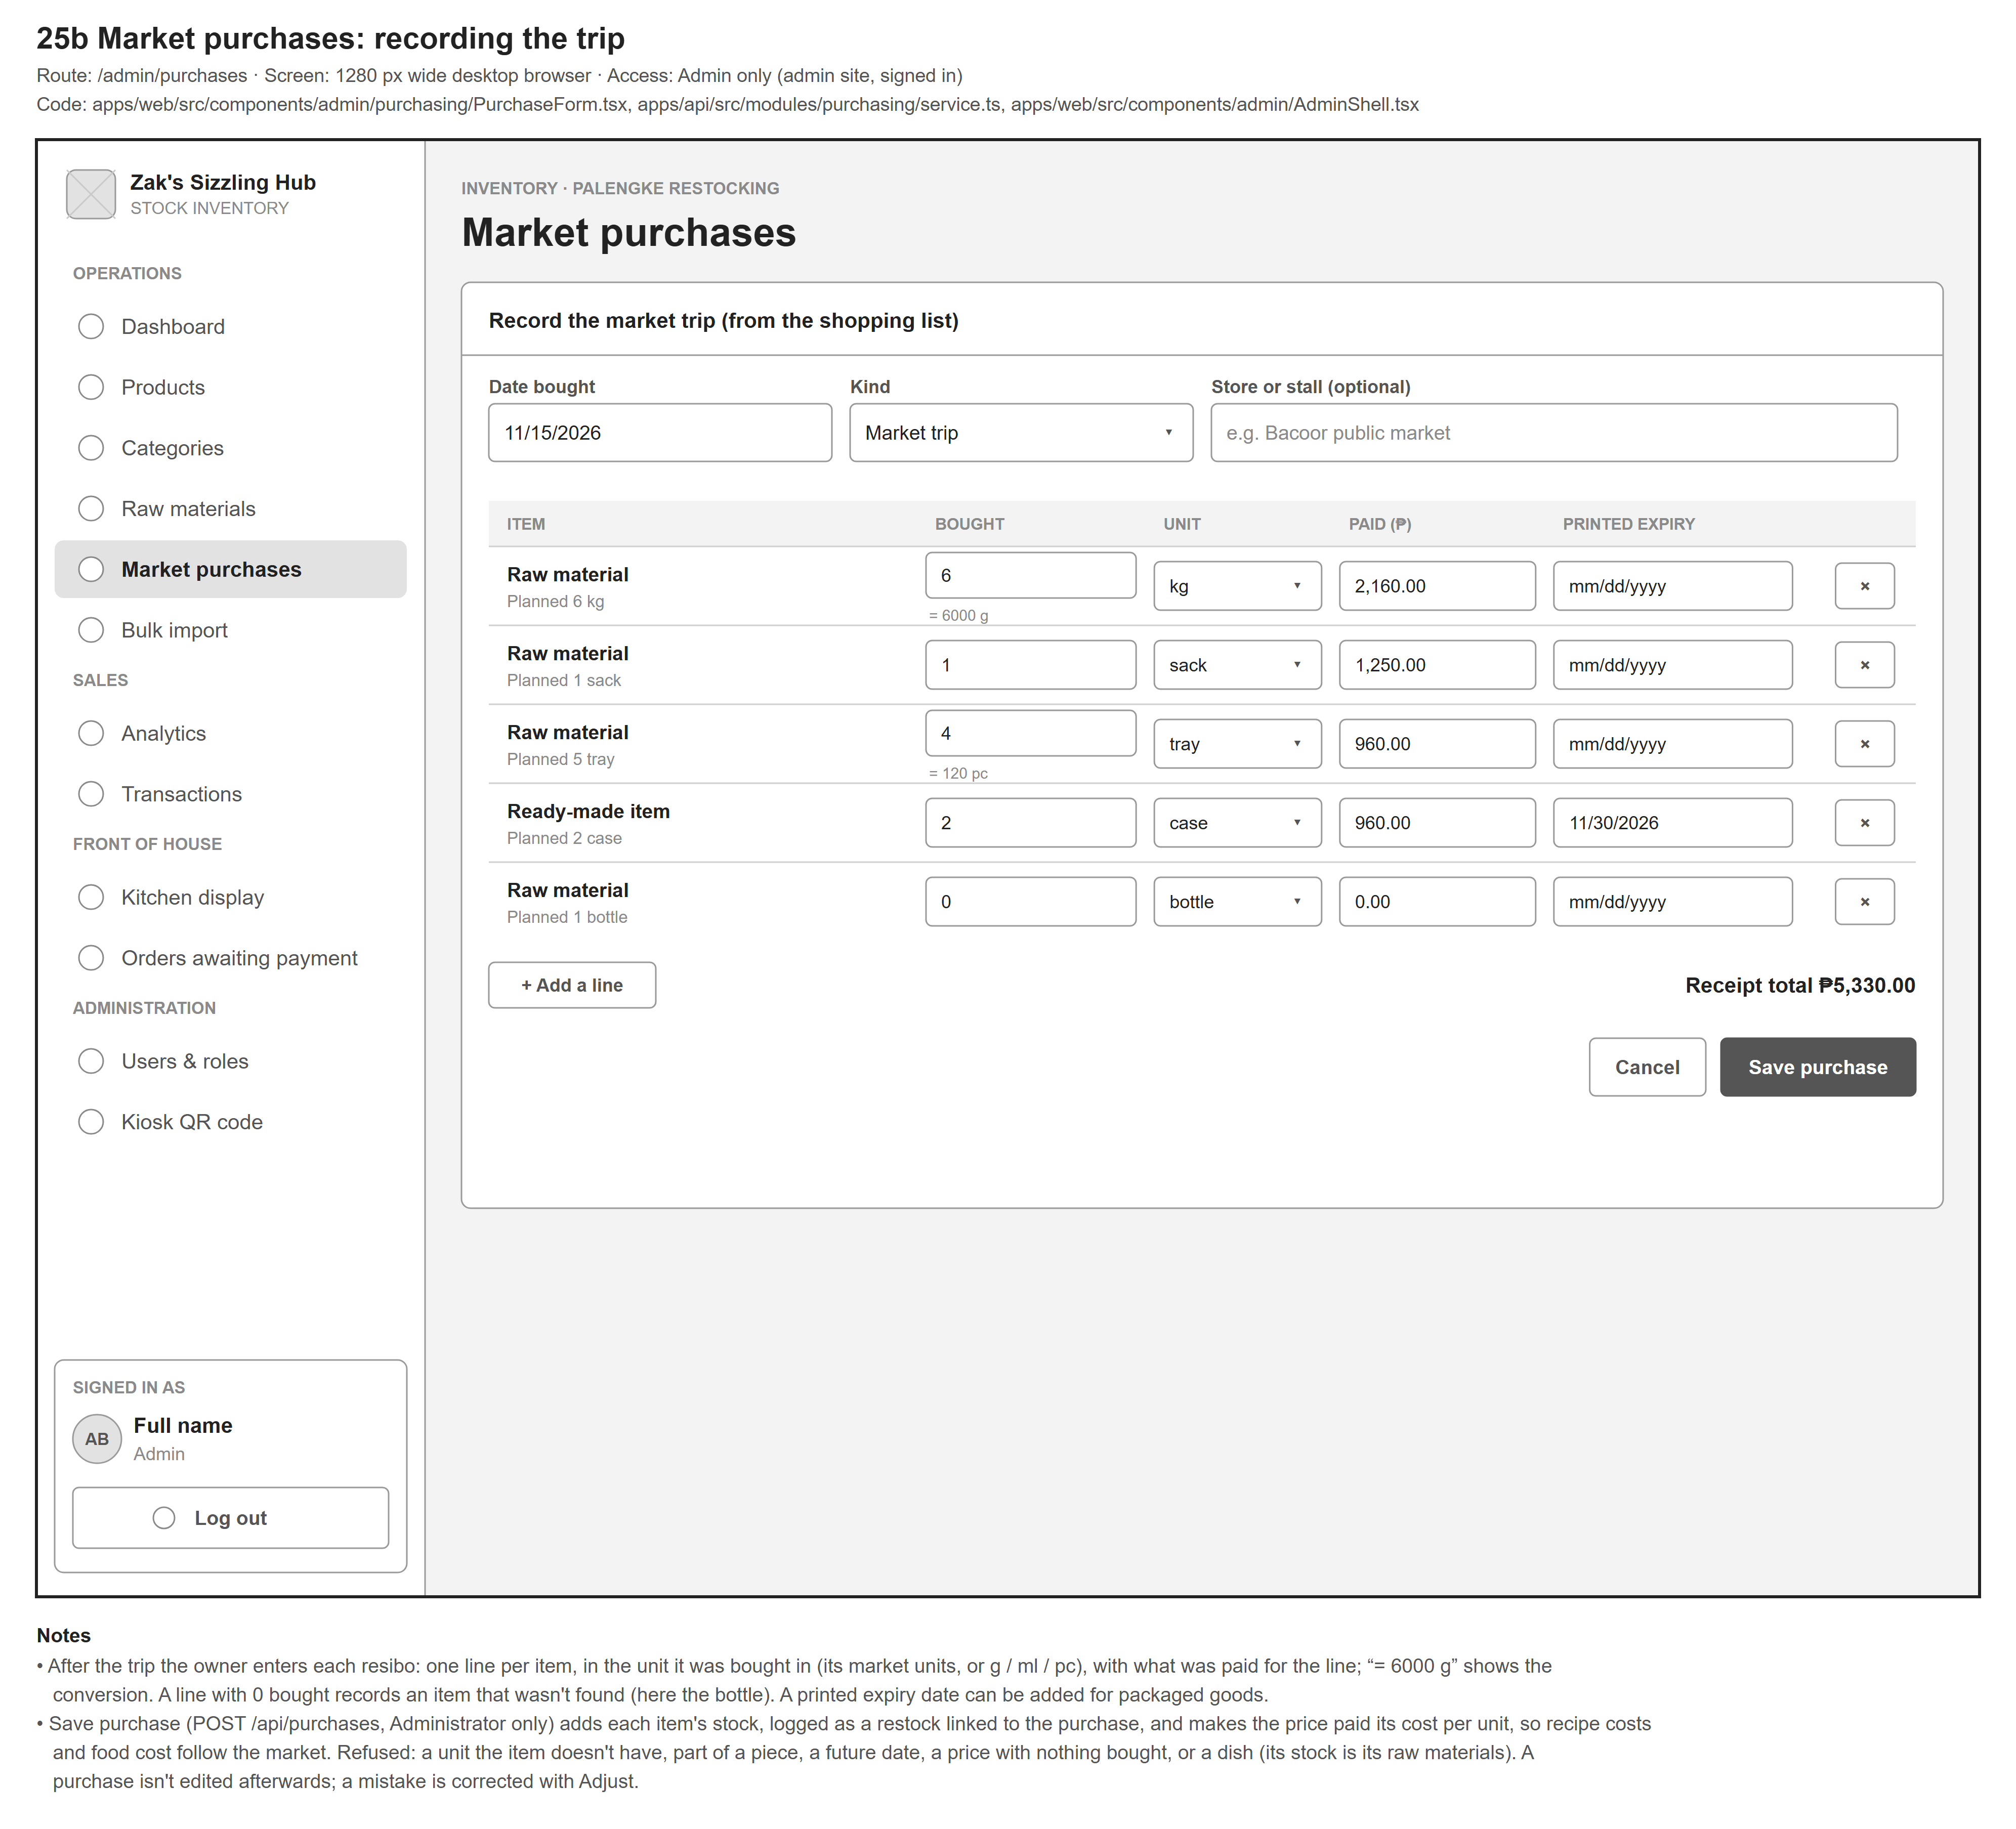 25b Market purchases: recording the trip
Route: /admin/purchases · Screen: 1280 px wide desktop browser · Access: Admin only (admin site, signed in)
Code: apps/web/src/components/admin/purchasing/PurchaseForm.tsx, apps/api/src/modules/purchasing/service.ts, apps/web/src/components/admin/AdminShell.tsx
Zak's Sizzling Hub
STOCK INVENTORY
OPERATIONS
Dashboard
Products
Categories
Raw materials
Market purchases
Bulk import
SALES
Analytics
Transactions
FRONT OF HOUSE
Kitchen display
Orders awaiting payment
ADMINISTRATION
Users & roles
Kiosk QR code
SIGNED IN AS
AB
Full name
Admin
Log out
INVENTORY · PALENGKE RESTOCKING
Market purchases
Record the market trip (from the shopping list)
Date bought Kind Store or stall (optional)
11/15/2026 Market trip ▾ e.g. Bacoor public market
ITEM BOUGHT UNIT PAID (₱) PRINTED EXPIRY
Raw material 6 kg ▾ 2,160.00 mm/dd/yyyy ×
Planned 6 kg = 6000 g
Raw material 1 sack ▾ 1,250.00 mm/dd/yyyy ×
Planned 1 sack
Raw material 4 tray ▾ 960.00 mm/dd/yyyy ×
Planned 5 tray = 120 pc
Ready-made item 2 case ▾ 960.00 11/30/2026 ×
Planned 2 case
Raw material 0 bottle ▾ 0.00 mm/dd/yyyy ×
Planned 1 bottle
+ Add a line Receipt total ₱5,330.00
Cancel Save purchase
Notes
• After the trip the owner enters each resibo: one line per item, in the unit it was bought in (its market units, or g / ml / pc), with what was paid for the line; “= 6000 g” shows the
conversion. A line with 0 bought records an item that wasn't found (here the bottle). A printed expiry date can be added for packaged goods.
• Save purchase (POST /api/purchases, Administrator only) adds each item's stock, logged as a restock linked to the purchase, and makes the price paid its cost per unit, so recipe costs
and food cost follow the market. Refused: a unit the item doesn't have, part of a piece, a future date, a price with nothing bought, or a dish (its stock is its raw materials). A
purchase isn't edited afterwards; a mistake is corrected with Adjust.